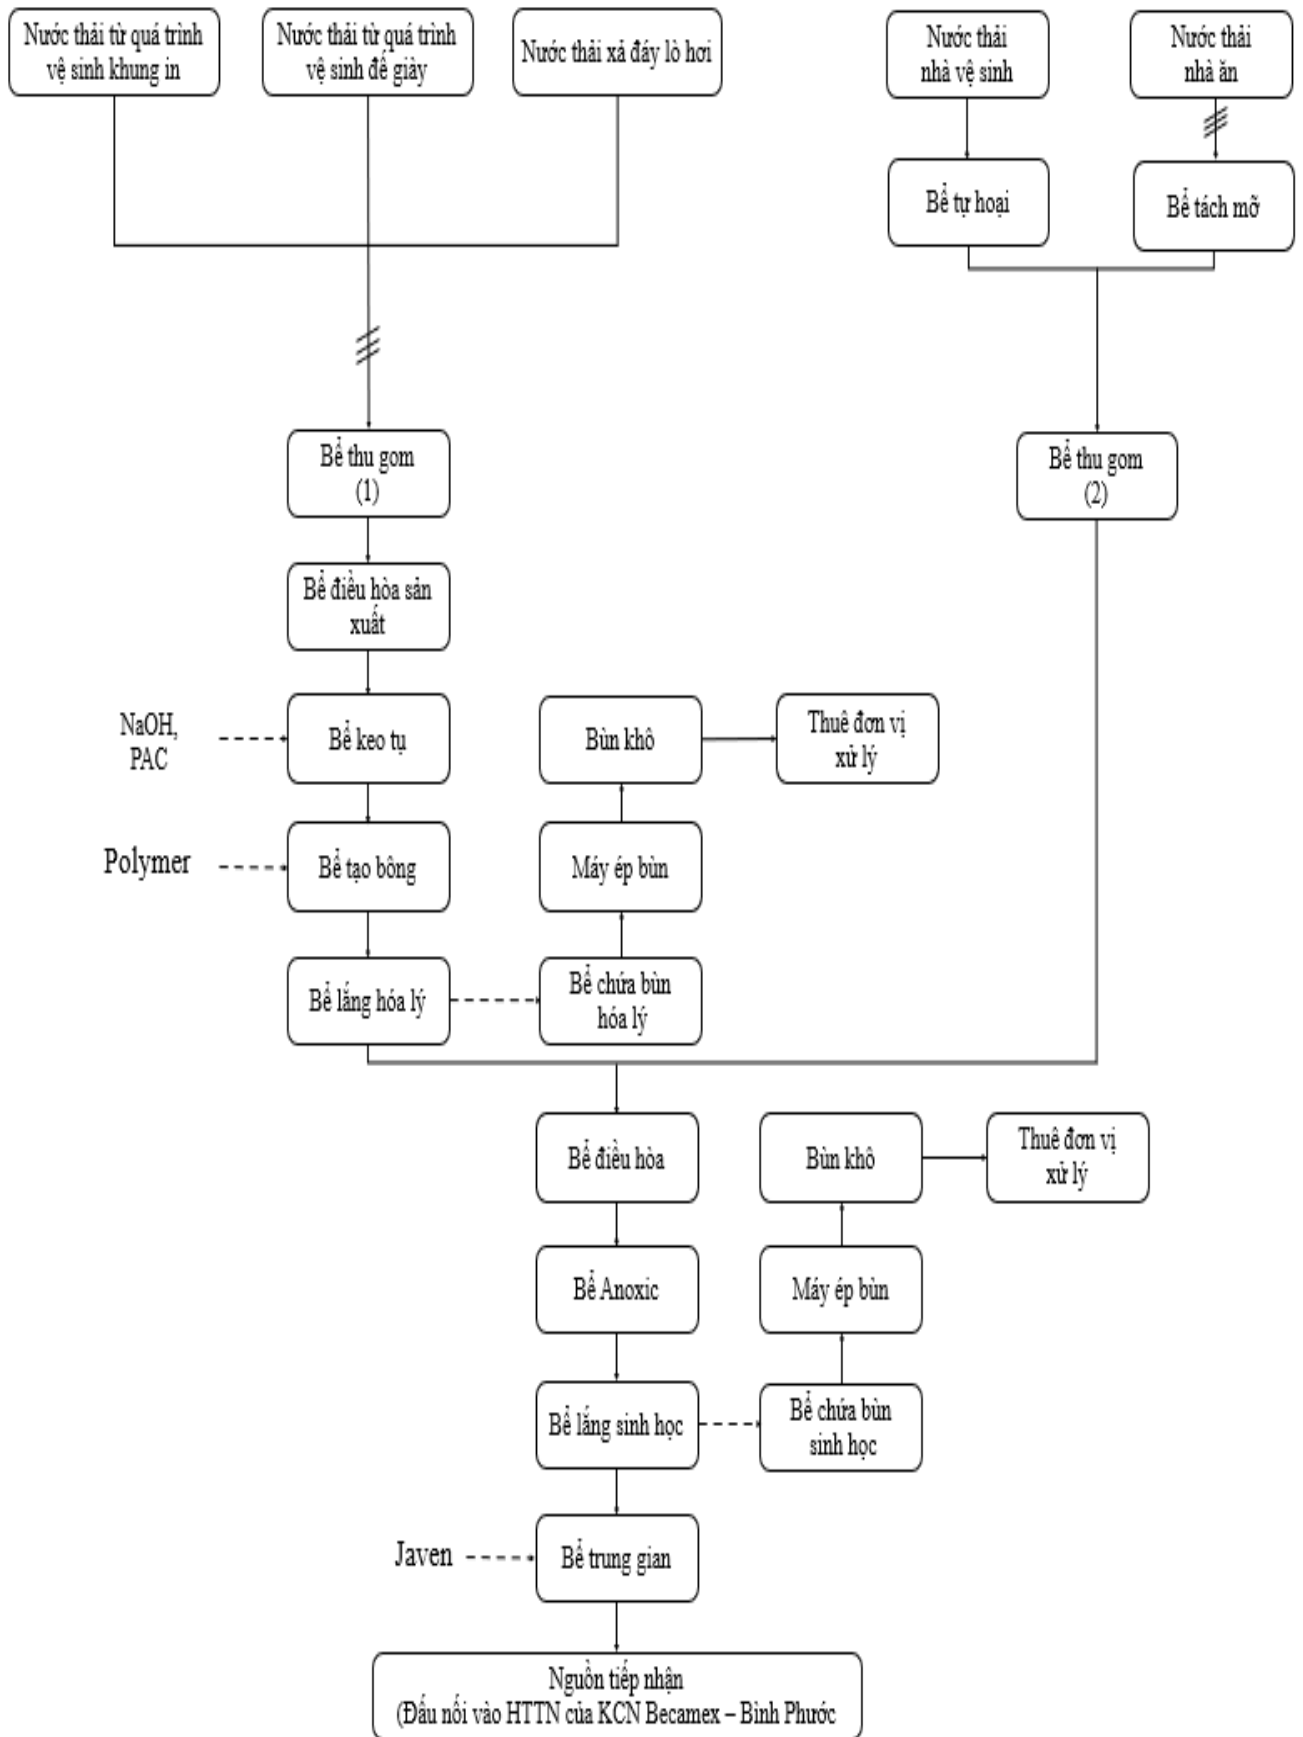 Nước thải từ quá trình
vệ sinh khung in
Nước thải từ quá trình
vệ sinh đế giày
Nước thải xả đáy lò hơi
Nước thải
nhà vệ sinh
Nước thải
nhà ăn
Bể tự hoại
Bể tách mỡ
Bể thu gom
(1)
Bể thu gom
(2)
Bể điều hòa sản
xuất
NaOH,
PAC
Bể keo tụ
Bùn khô
Thuê đơn vị
xử lý
Polymer
Bể tạo bông
Máy ép bùn
Bể lắng hóa lý
Bể chứa bùn
hóa lý
Bể điều hòa
Bùn khô
Thuê đơn vị
xử lý
Bể Anoxic
Máy ép bùn
Bể lắng sinh học
Bể chứa bùn
sinh học
Javen
Bể trung gian
Nguồn tiếp nhận
(Đấu nối vào HTTN của KCN Becamex – Bình Phước